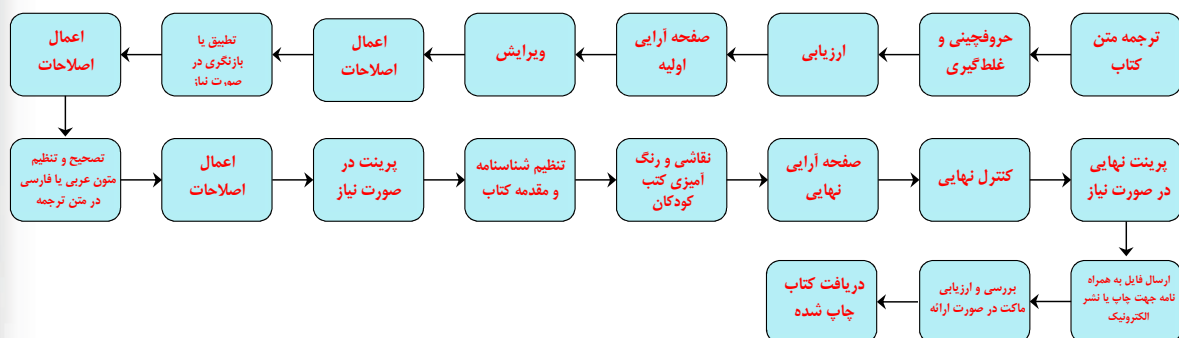 ترجمه متن
کتاب
حروفچینی و
غلط‌گیری
ارزیابی
صفحه آرایی
اولیه
ویرایش
اعمال
اصلاحات
تطبیق یا
بازنگری در
صورت نیاز
اعمال
اصلاحات
تصحیح و تنظیم
متون عربی یا فارسی
در متن ترجمه
اعمال
اصلاحات
پرینت در
صورت نیاز
تنظیم شناسنامه
و مقدمه کتاب
نقاشی و رنگ
آمیزی کتب
کودکان
صفحه آرایی
نهایی
کنترل نهایی
پرینت نهایی
در صورت نیاز
ارسال فایل به همراه
نامه جهت چاپ یا نشر
الکترونیک
بررسی و ارزیابی
ماکت در صورت ارائه
دریافت کتاب
چاپ شده